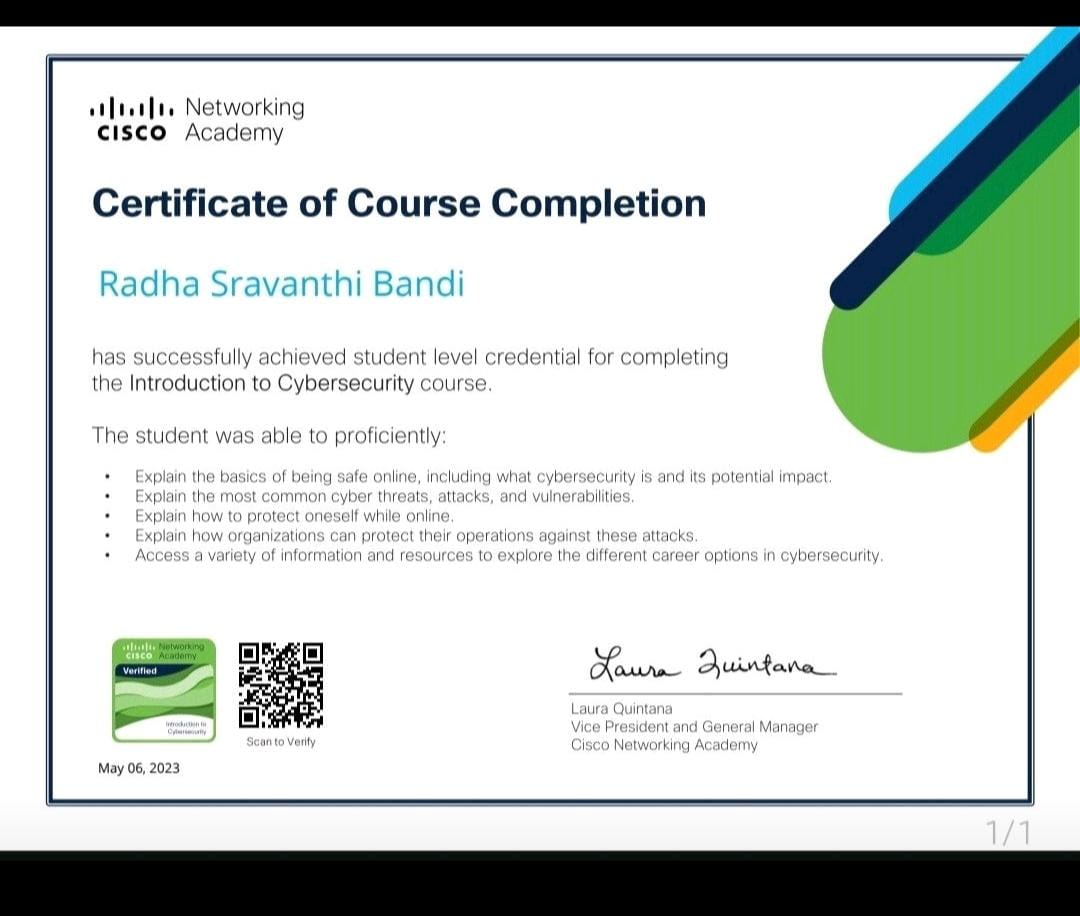 Networking
CISCO Academy
Certificate of Course Completion
Radha Sravanthi Bandi
has successfully achieved student level credential for completing
the Introduction to Cybersecurity course.
The student was able to proficiently:
• Explain the basics of being safe online, including what cybersecurity is and its potential impact.
• Explain the most common cyber threats, attacks, and vulnerabilities.
• Explain how to protect oneself while online.
• Explain how organizations can protect their operations against these attacks.
• Access a variety of information and resources to explore the different career options in cybersecurity.
Networking
CISCO Academy
Verified
Introduction to
Cybersecurity
Scan to Verify
May 06, 2023
Laura Quintana
Laura Quintana
Vice President and General Manager
Cisco Networking Academy
1/1